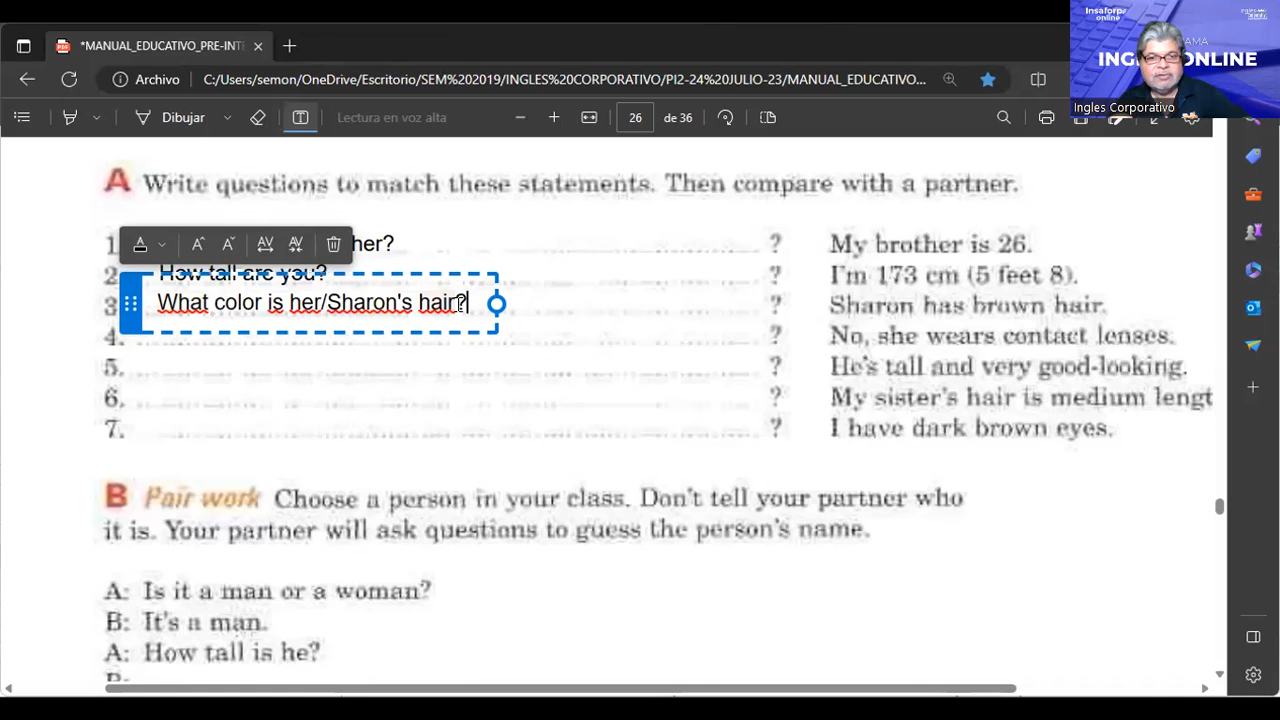 Insaforp
online
*MANUAL_EDUCATIVO_PRE-INTE
INGL ONLINE
Ingles Corporativo
Archivo C:/Users/semon/OneDrive/Escritorio/SEM%%2019/INGLES%20CORPORATIVO/PI2-24%20JULIO-23/MANUAL_EDUCATIVO...
Dibujar Lectura en voz alta 26 de 36
A Write questions to match these statements. Then compare with a partner.
1 her? ? My brother is 26.
2. How tall are you? ? I'm 173 cm (5 feet 8).
3 What color is her/Sharon's hair? ? Sharon has brown hair.
4. ? No, she wears contact lenses.
5. ? He's tall and very good-looking.
6. ? My sister's hair is medium lengt
7. ? I have dark brown eyes.
B Pair work Choose a person in your class. Don't tell your partner who
it is. Your partner will ask questions to guess the person's name.
A: Is it a man or a woman?
B: It's a man.
A: How tall is he?